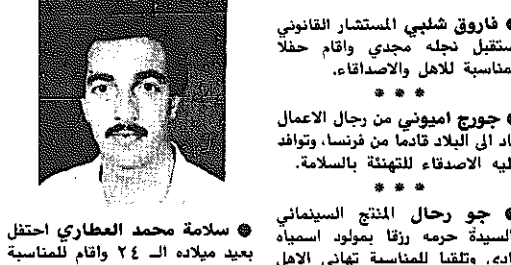 فاروق شلبي المستشار القانوني
ستقبل نجله مجدي واقام حفلا
لمناسبة للاهل والاصدقاء.
* * *
جورج اميوني من رجال الاعمال
اد الى البلاد قادما من فرنسا، وتوافد
ليه الاصدقاء للتهنئة بالسلامة.
* * *
جو رحال المنتج السينمائي
السيدة حرمه رزقا بمولود اسمياه
ادي وتلقيا للمناسبة تهاني الاهل
● سلامة محمد العطاري احتفل
بعيد ميلاده الـ ٢٤ واقام للمناسبة